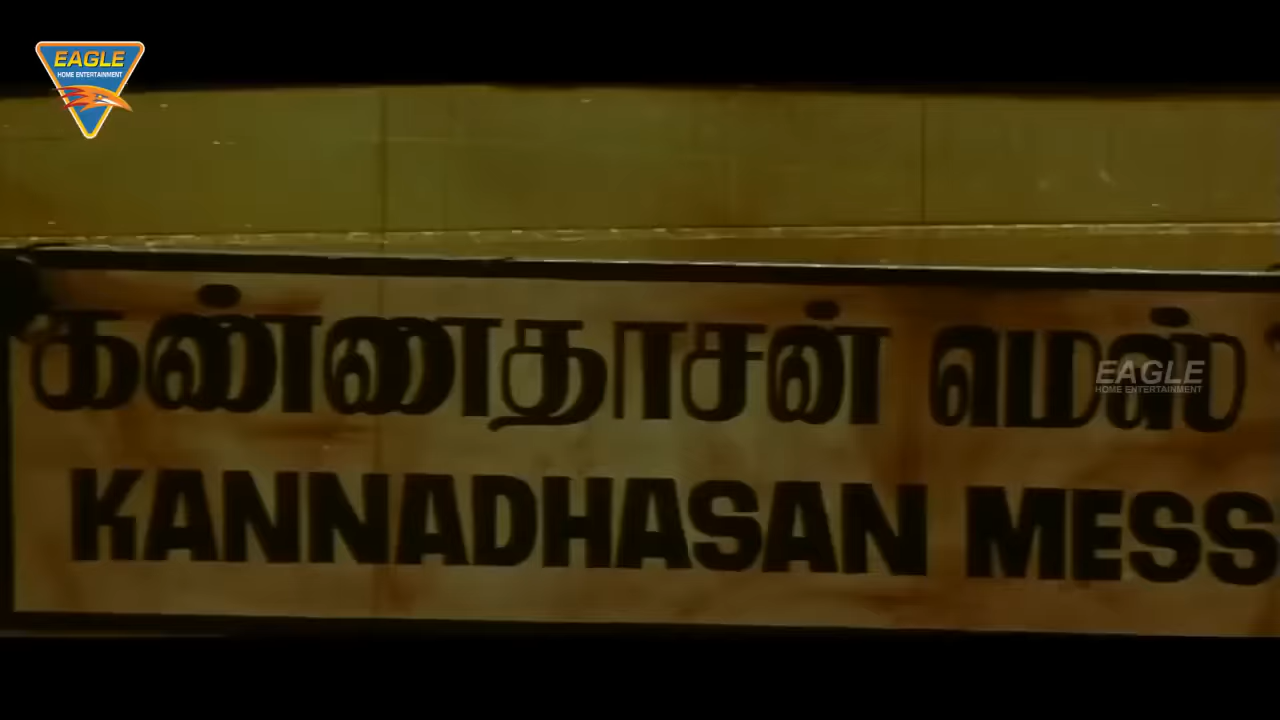 EAGLE
HOME ENTERTAINMENT
கண்ணதாசன் மெஸ்
EAGLE
HOME ENTERTAINMENT
KANNADHASAN MESS